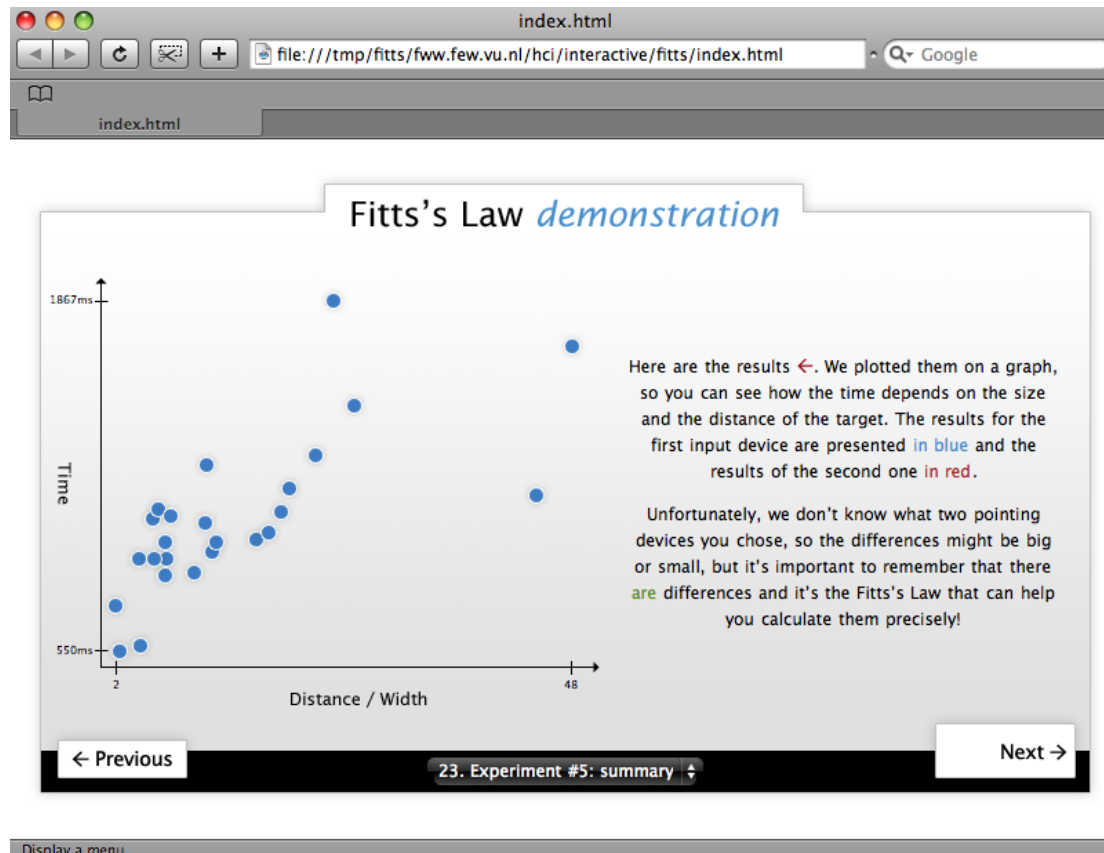 index.html
file:///tmp/fitts/fww.few.vu.nl/hci/interactive/fitts/index.html
Google
index.html
Fitts's Law demonstration
1867ms
Time
550ms
2
48
Distance / Width
Here are the results ←. We plotted them on a graph,
so you can see how the time depends on the size
and the distance of the target. The results for the
first input device are presented in blue and the
results of the second one in red.
Unfortunately, we don't know what two pointing
devices you chose, so the differences might be big
or small, but it's important to remember that there
are differences and it's the Fitts's Law that can help
you calculate them precisely!
← Previous
23. Experiment #5: summary
Next →
Display a menu